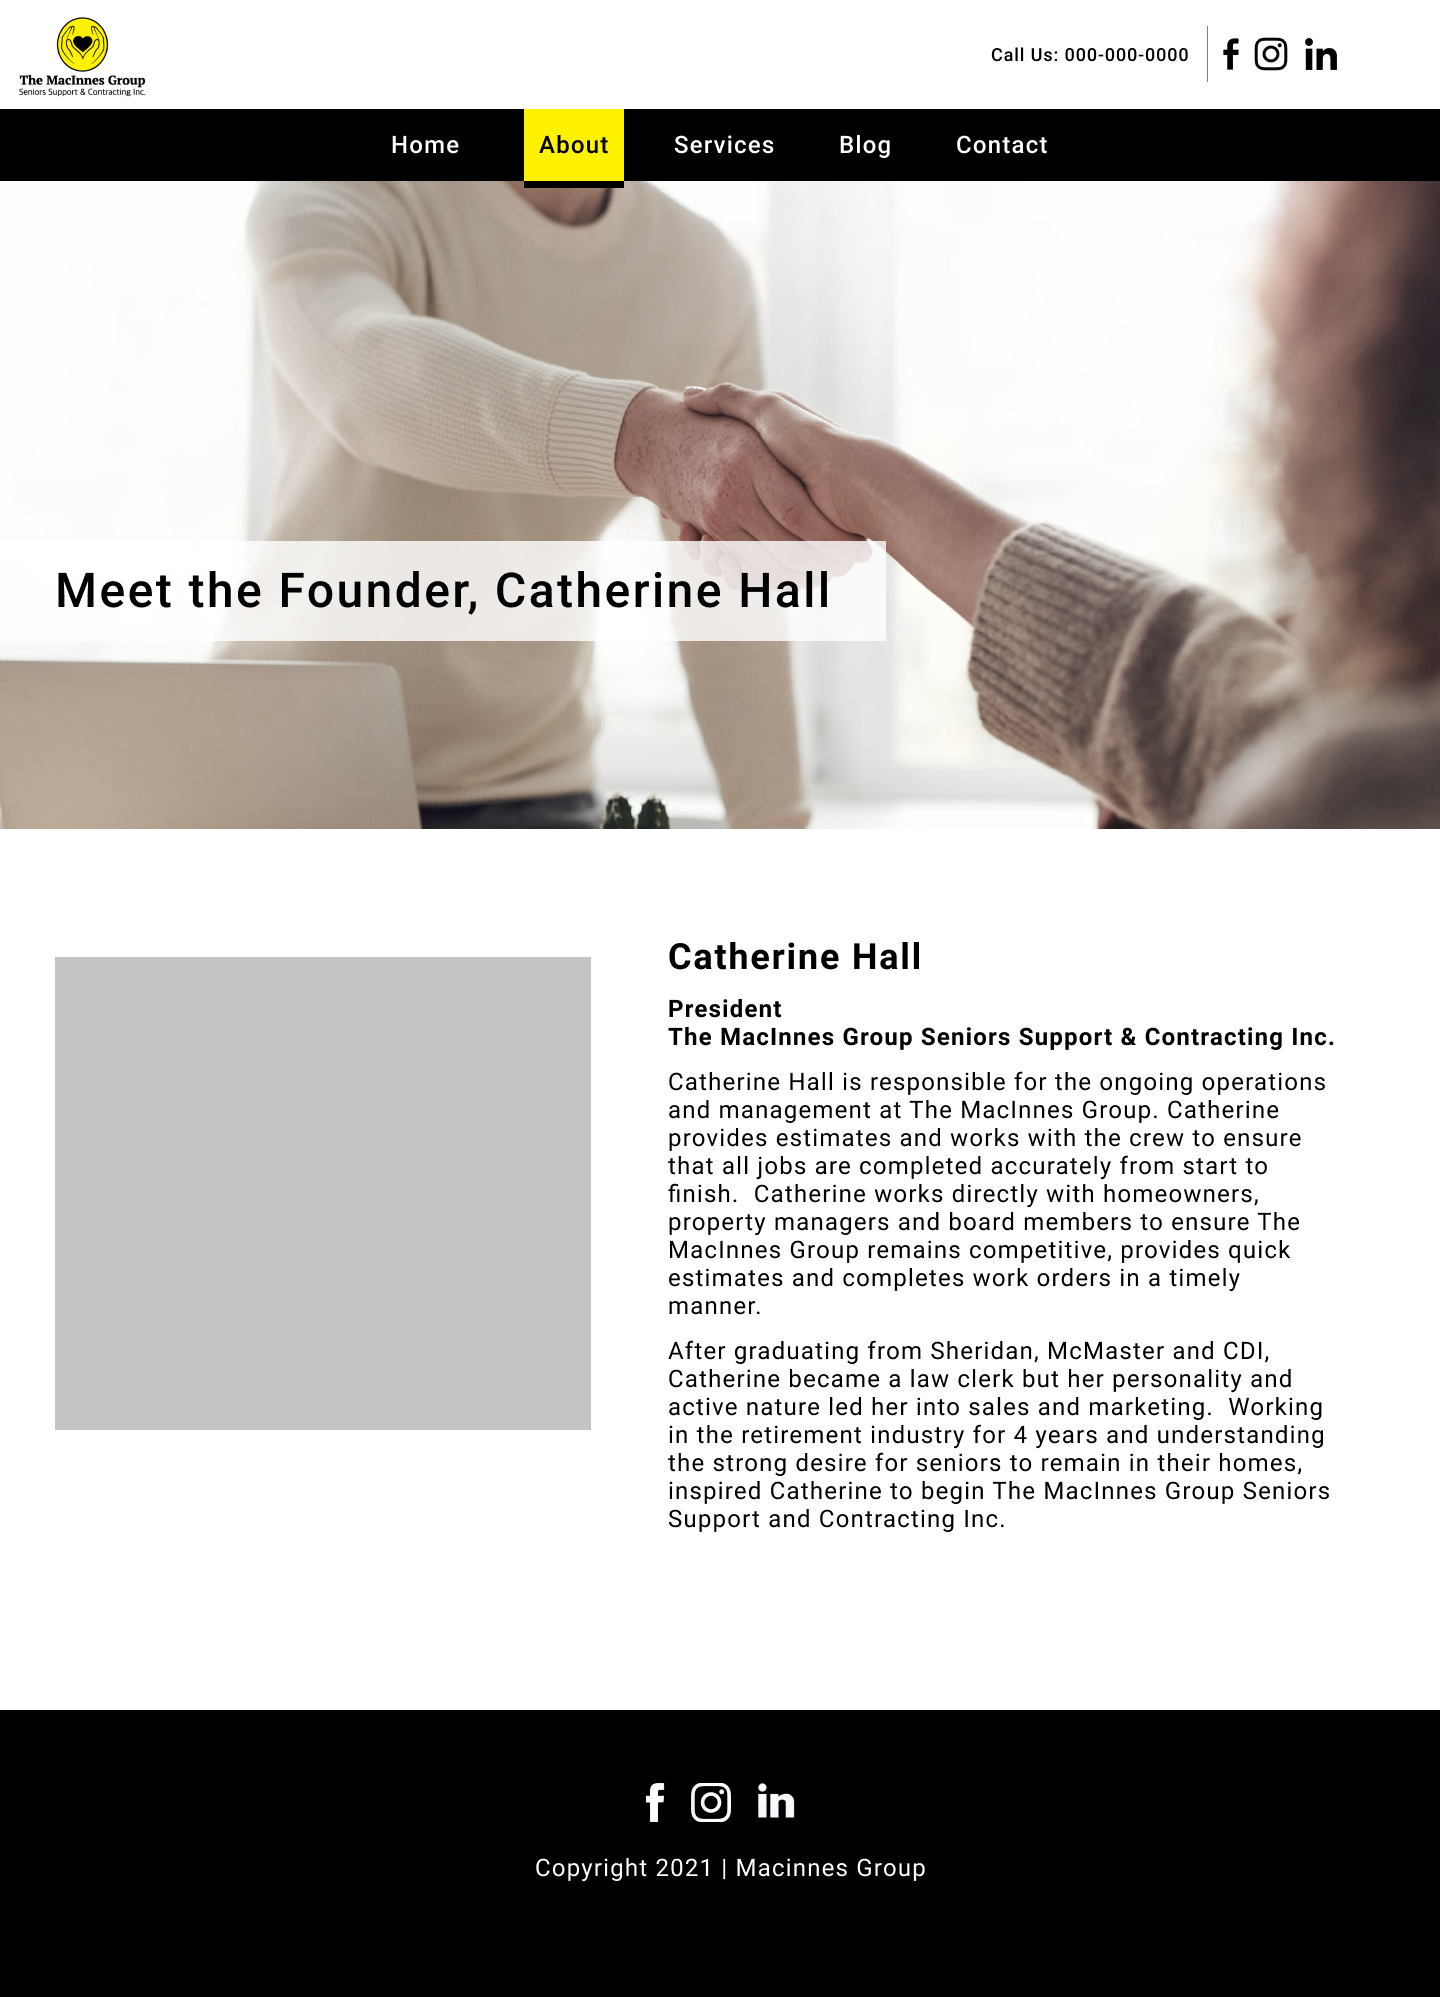 The MacInnes Group
Seniors Support & Contracting Inc.
Call Us: 000-000-0000
Home
About
Services
Blog
Contact
Meet the Founder, Catherine Hall
Catherine Hall
President
The MacInnes Group Seniors Support & Contracting Inc.
Catherine Hall is responsible for the ongoing operations
and management at The MacInnes Group. Catherine
provides estimates and works with the crew to ensure
that all jobs are completed accurately from start to
finish.  Catherine works directly with homeowners,
property managers and board members to ensure The
MacInnes Group remains competitive, provides quick
estimates and completes work orders in a timely
manner.
After graduating from Sheridan, McMaster and CDI,
Catherine became a law clerk but her personality and
active nature led her into sales and marketing.  Working
in the retirement industry for 4 years and understanding
the strong desire for seniors to remain in their homes,
inspired Catherine to begin The MacInnes Group Seniors
Support and Contracting Inc.
Copyright 2021 | Macinnes Group